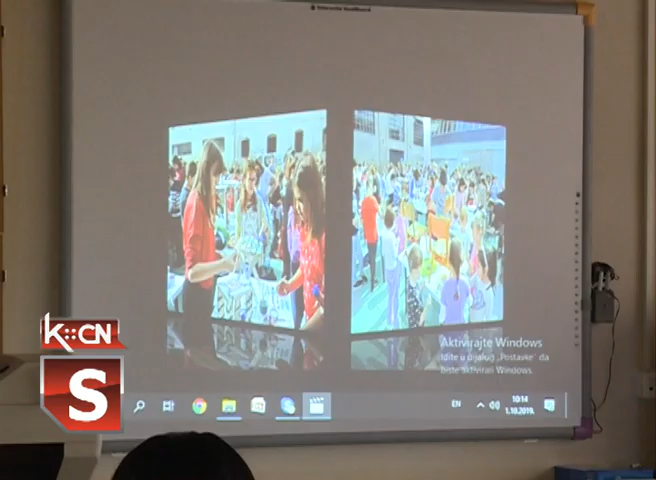 Aktivirajte Windows
Idite u dijalog „Postavke“ da
biste aktivirali Windows.
K::CN
S
EN
10:14
1.10.2019.